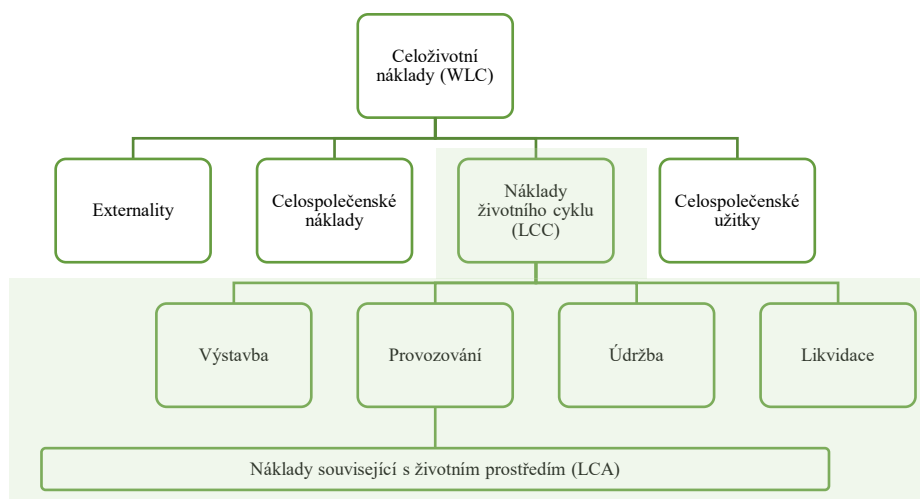 Celoživotní
náklady (WLC)
Externality
Celospolečenské
náklady
Náklady
životního cyklu
(LCC)
Celospolečenské
užitky
Výstavba
Provozování
Údržba
Likvidace
Náklady související s životním prostředím (LCA)